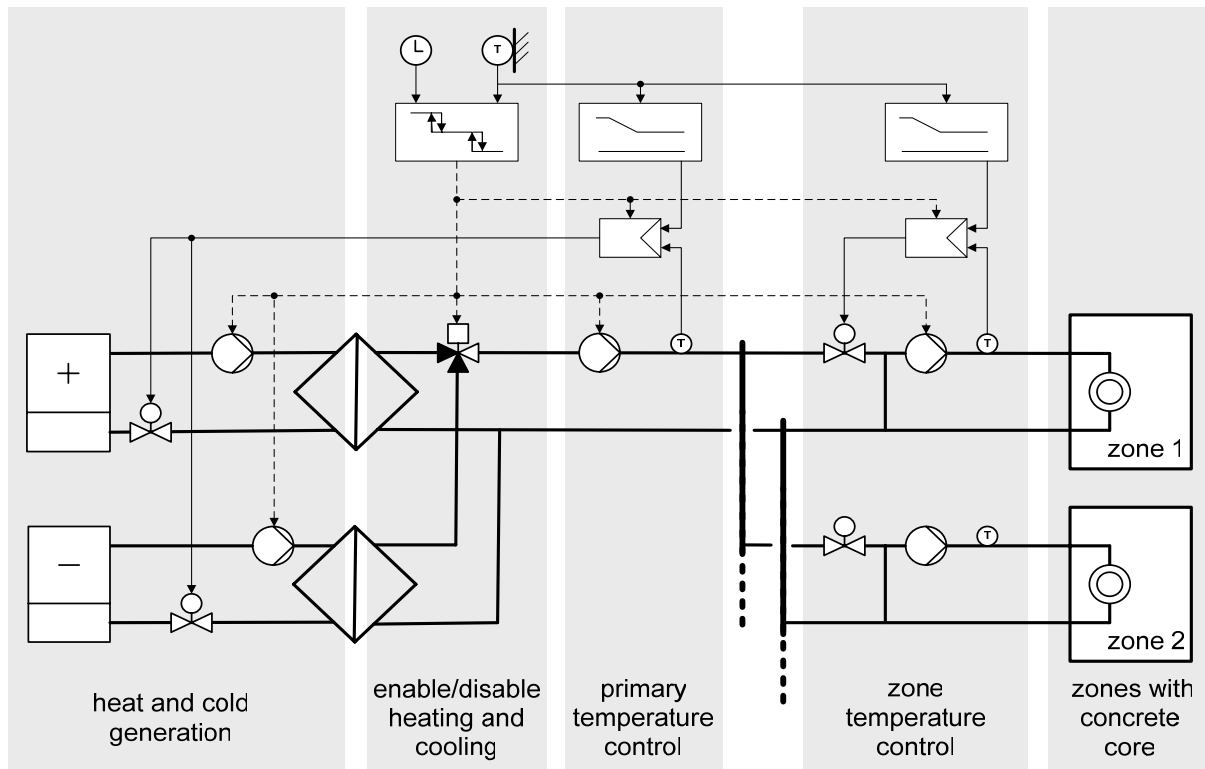 L
T
+
T
T
zone 1
−
T
zone 2
heat and cold
generation
enable/disable
heating and
cooling
primary
temperature
control
zone
temperature
control
zones with
concrete
core